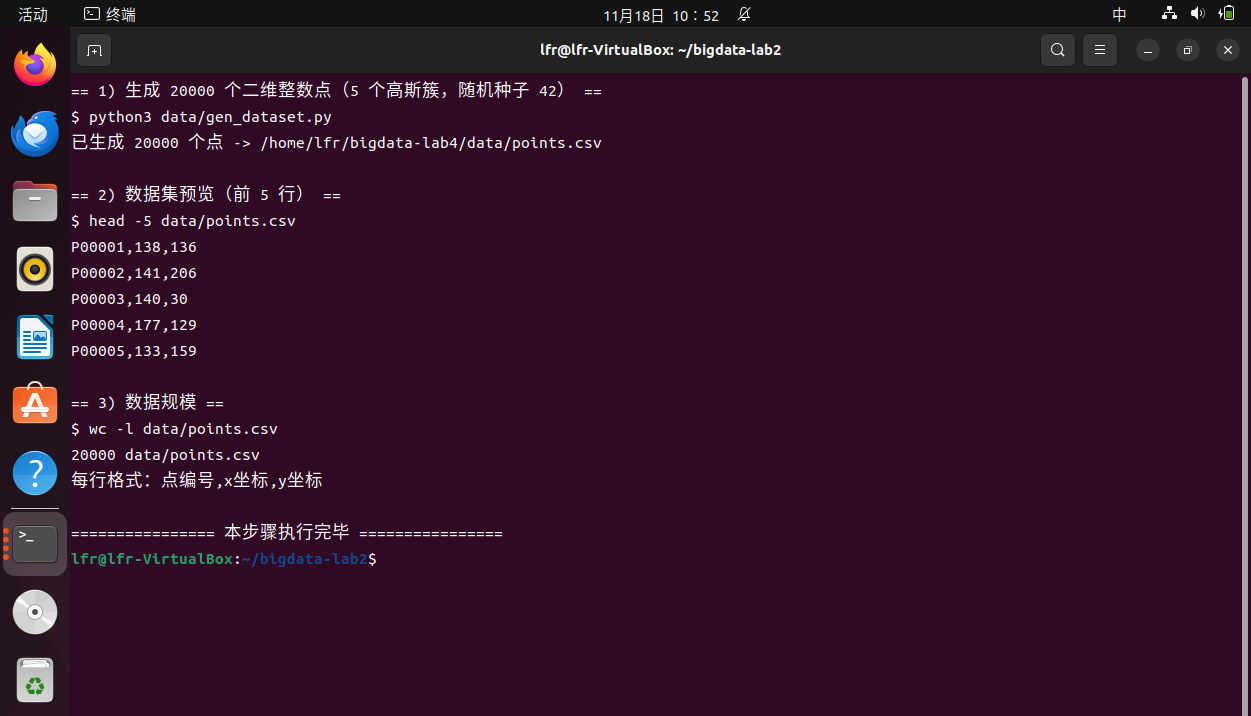 活动
终端
11月18日 10：52
中
lfr@lfr-VirtualBox: ~/bigdata-lab2
== 1) 生成 20000 个二维整数点（5 个高斯簇，随机种子 42） ==
$ python3 data/gen_dataset.py
已生成 20000 个点 -> /home/lfr/bigdata-lab4/data/points.csv
== 2) 数据集预览（前 5 行） ==
$ head -5 data/points.csv
P00001,138,136
P00002,141,206
P00003,140,30
P00004,177,129
P00005,133,159
== 3) 数据规模 ==
$ wc -l data/points.csv
20000 data/points.csv
每行格式：点编号,x坐标,y坐标
================ 本步骤执行完毕 ================
lfr@lfr-VirtualBox:~/bigdata-lab2$